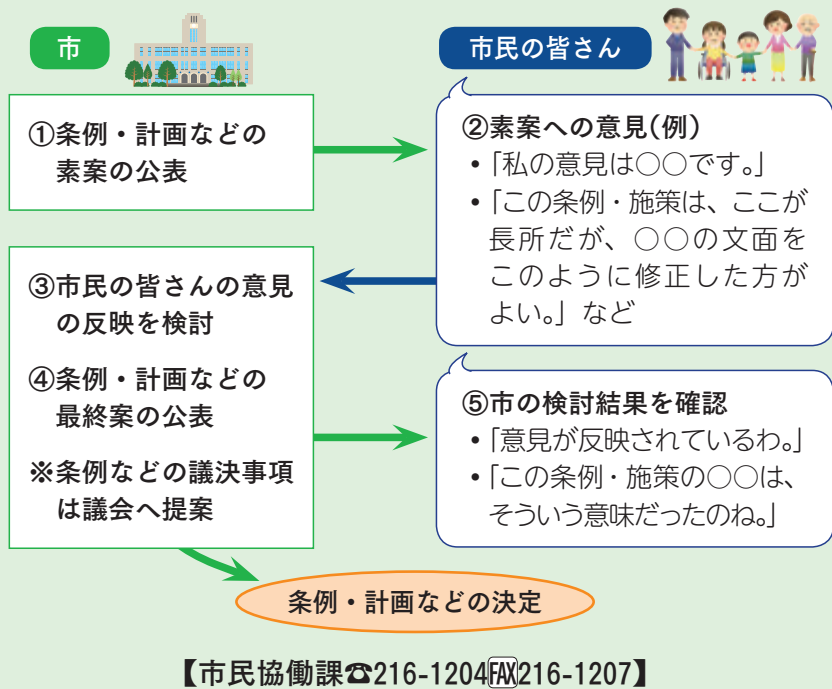 市
市民の皆さん
①条例・計画などの
素案の公表
②素案への意見(例)
•「私の意見は○○です。」
•「この条例・施策は、ここが
長所だが、○○の文面を
このように修正した方が
よい。」など
③市民の皆さんの意見
の反映を検討
④条例・計画などの
最終案の公表
※条例などの議決事項
は議会へ提案
⑤市の検討結果を確認
•「意見が反映されているわ。」
•「この条例・施策の○○は、
そういう意味だったのね。」
条例・計画などの決定
【市民協働課☎216-1204FAX216-1207】